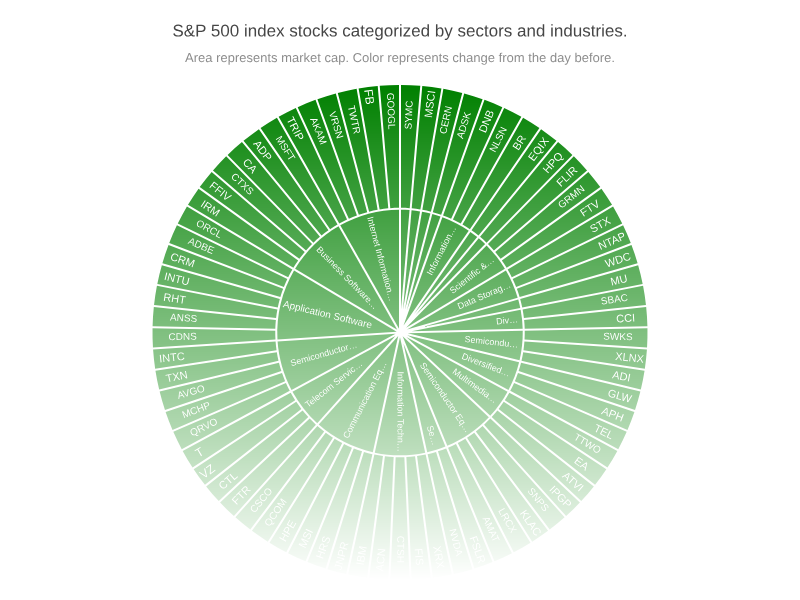 S&P 500 index stocks categorized by sectors and industries.
Area represents market cap. Color represents change from the day before.
SYMC
MSCI
CERN
ADSK
DNB
NLSN
BR
EQIX
HPQ
FLIR
GRMN
FTV
STX
NTAP
WDC
MU
SBAC
CCI
SWKS
XLNX
ADI
GLW
APH
TEL
TTWO
EA
ATVI
IPGP
SNPS
KLAC
LRCX
AMAT
NVDA
MSI
HPE
QCOM
CSCO
FTR
CTL
VZ
T
QRVO
MCHP
AVGO
TXN
INTC
CDNS
ANSS
RHT
INTU
CRM
ADBE
ORCL
IRM
FFIV
CTXS
CA
ADP
MSFT
TRIP
AKAM
VRSN
TWTR
FB
GOOGL
Information…
Scientific &…
Data Storag…
Div…
Semicondu…
Diversified…
Multimedia…
Semiconductor Eq…
Se
Information Techn…
Communication Eq…
Telecom Servic…
Semiconductor…
Application Software
Business Software…
Internet Information…